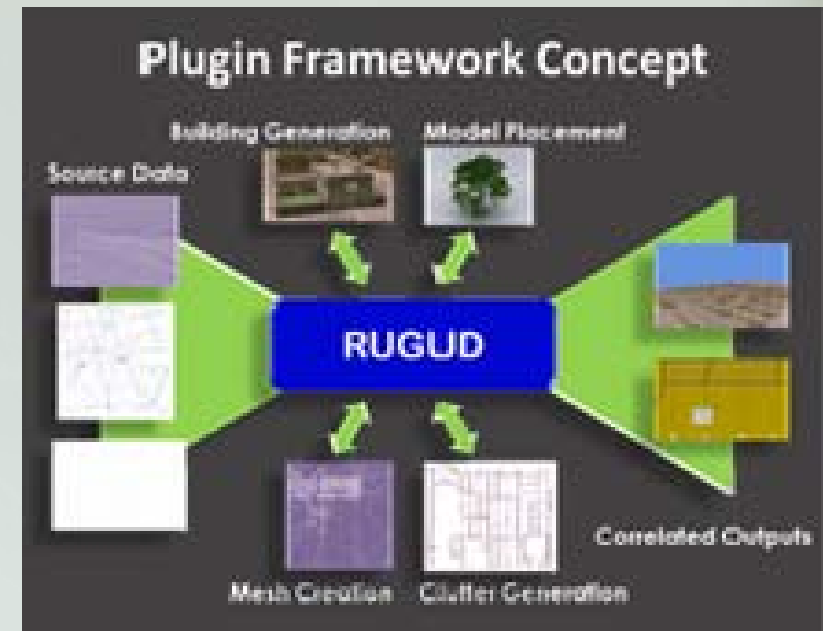 Plugin Framework Concept
Building Generation
Model Placement
Source Data
RUGUD
Correlated Outputs
Mesh Creation
Clutter Generation